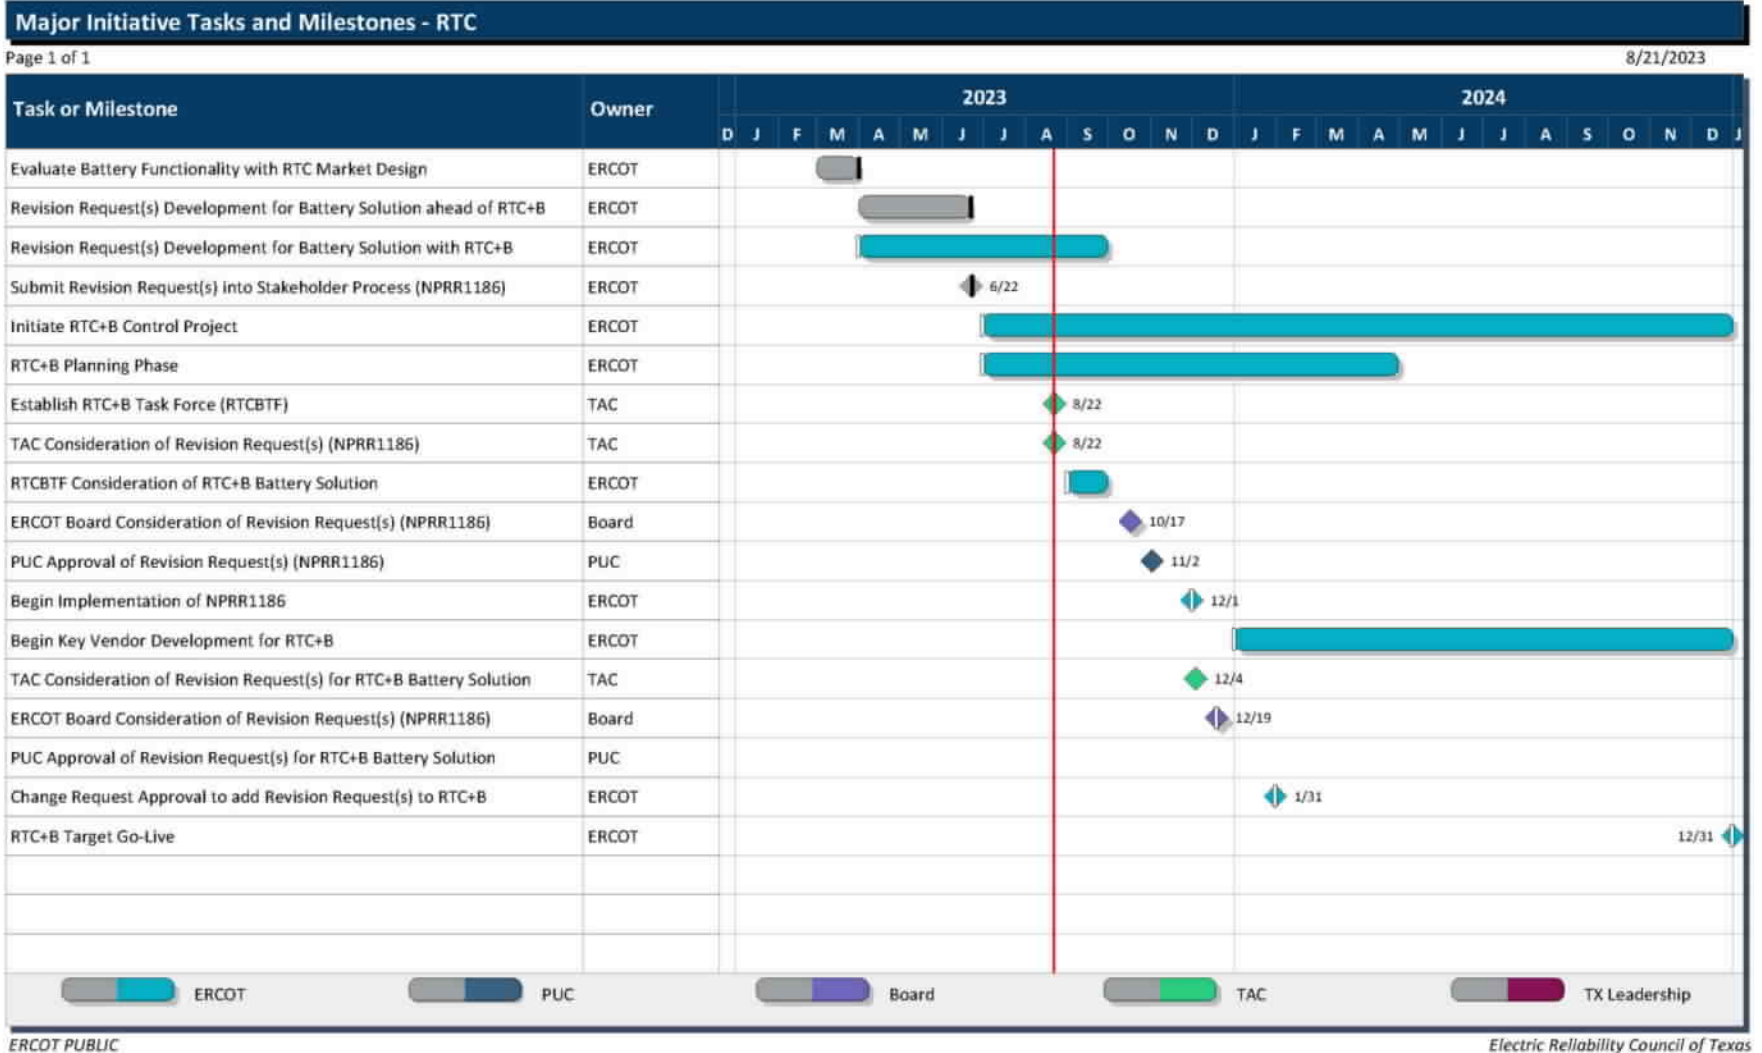 Major Initiative Tasks and Milestones - RTC
Page 1 of 1 8/21/2023
Task or Milestone Owner 2023 2024
D J F M A M J J A S O N D J F M A M J J A S O N D J
Evaluate Battery Functionality with RTC Market Design ERCOT
Revision Request(s) Development for Battery Solution ahead of RTC+B ERCOT
Revision Request(s) Development for Battery Solution with RTC+B ERCOT
Submit Revision Request(s) into Stakeholder Process (NPRR1186) ERCOT 6/22
Initiate RTC+B Control Project ERCOT
RTC+B Planning Phase ERCOT
Establish RTC+B Task Force (RTCBTF) TAC 8/22
TAC Consideration of Revision Request(s) (NPRR1186) TAC 8/22
RTCBTF Consideration of RTC+B Battery Solution ERCOT
ERCOT Board Consideration of Revision Request(s) (NPRR1186) Board 10/17
PUC Approval of Revision Request(s) (NPRR1186) PUC 11/2
Begin Implementation of NPRR1186 ERCOT 12/1
Begin Key Vendor Development for RTC+B ERCOT
TAC Consideration of Revision Request(s) for RTC+B Battery Solution TAC 12/4
ERCOT Board Consideration of Revision Request(s) (NPRR1186) Board 12/19
PUC Approval of Revision Request(s) for RTC+B Battery Solution PUC
Change Request Approval to add Revision Request(s) to RTC+B ERCOT 1/31
RTC+B Target Go-Live ERCOT 12/31
ERCOT PUC Board TAC TX Leadership
ERCOT PUBLIC Electric Reliability Council of Texas